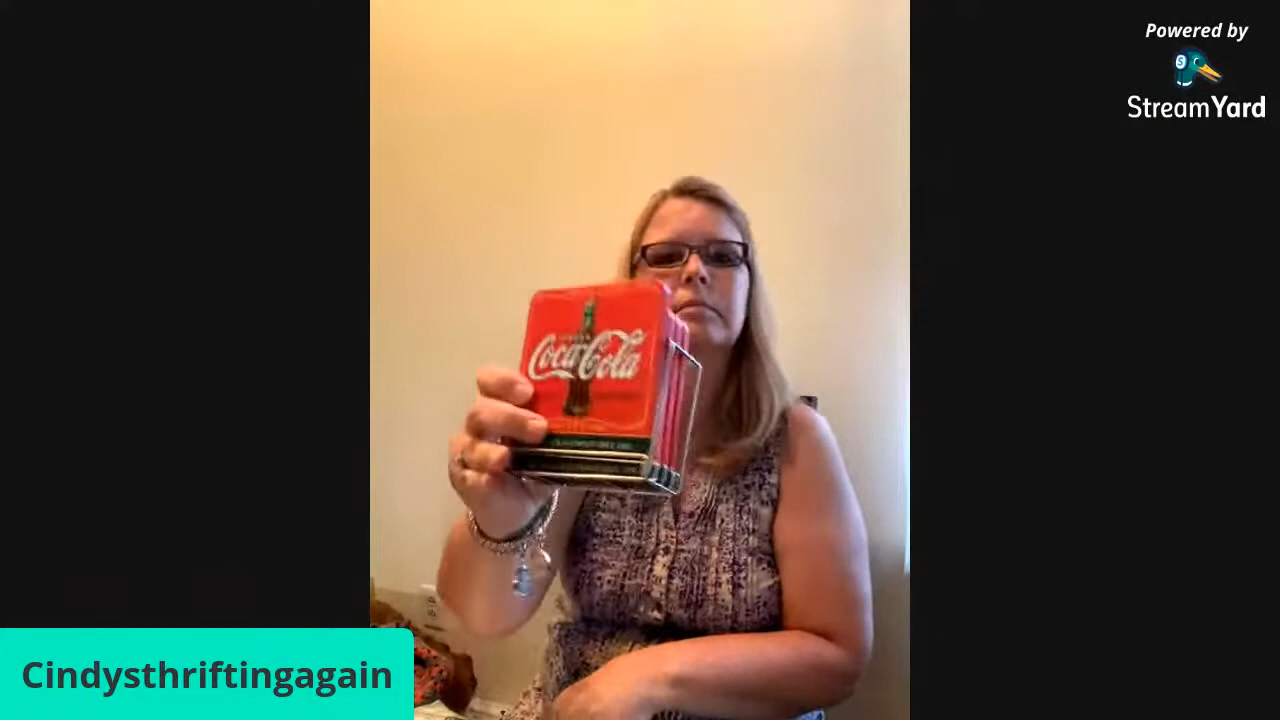 Powered by
S
StreamYard
Coca-Cola
Cindysthriftingagain